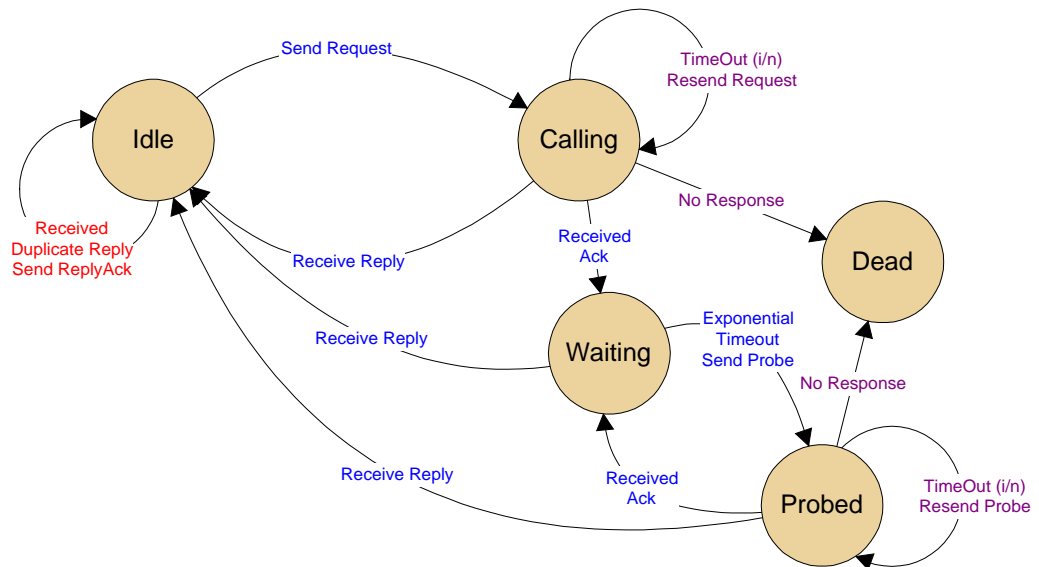 Send Request
TimeOut (i/n)
Resend Request
Idle
Calling
No Response
Received
Duplicate Reply
Send ReplyAck
Receive Reply
Received
Ack
Dead
Receive Reply
Waiting
Exponential
Timeout
Send Probe
No Response
Receive Reply
Received
Ack
Probed
TimeOut (i/n)
Resend Probe